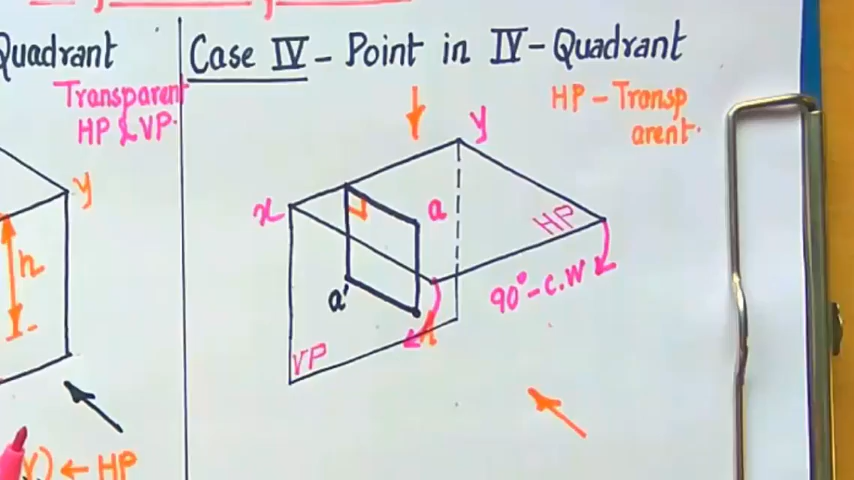 Quadrant
Transparent
HP & VP.
y
h
← HP
Case IV - Point in IV - Quadrant
HP - Transp
arent.
y
x
a
HP
90° - C.W
a'
A
VP